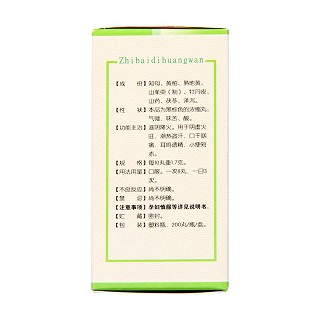 Zhibaidihuangwan
【成 份】知母、黄柏、熟地黄、
山茱萸（制）、牡丹皮、
山药、茯苓、泽泻。
【性 状】本品为黑棕色的浓缩丸；
气微，味苦、酸。
【功能主治】滋阴降火。用于阴虚火
旺，潮热盗汗，口干咽
痛，耳鸣遗精，小便短
赤。
【规 格】每10丸重1.7克。
【用法用量】口服。一次8丸，一日3
次。
【不良反应】尚不明确。
【禁 忌】尚不明确。
【注意事项】孕妇慎服等详见说明书。
【贮 藏】密封。
【包 装】塑料瓶，200丸/瓶/盒。